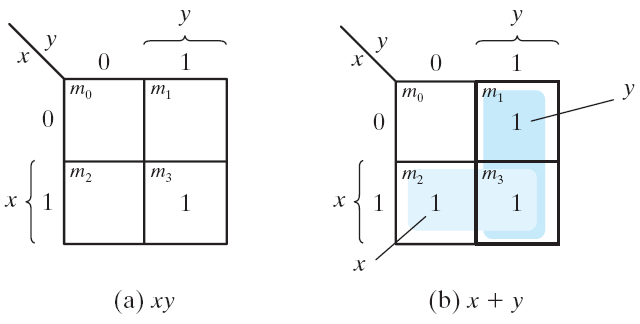 y y
y y
x 0 1 x 0 1
m0 m1 m0 m1 y
0 0 1
m2 m3 m2 m3
x 1 1 x 1 1 1
x
(a) xy (b) x + y